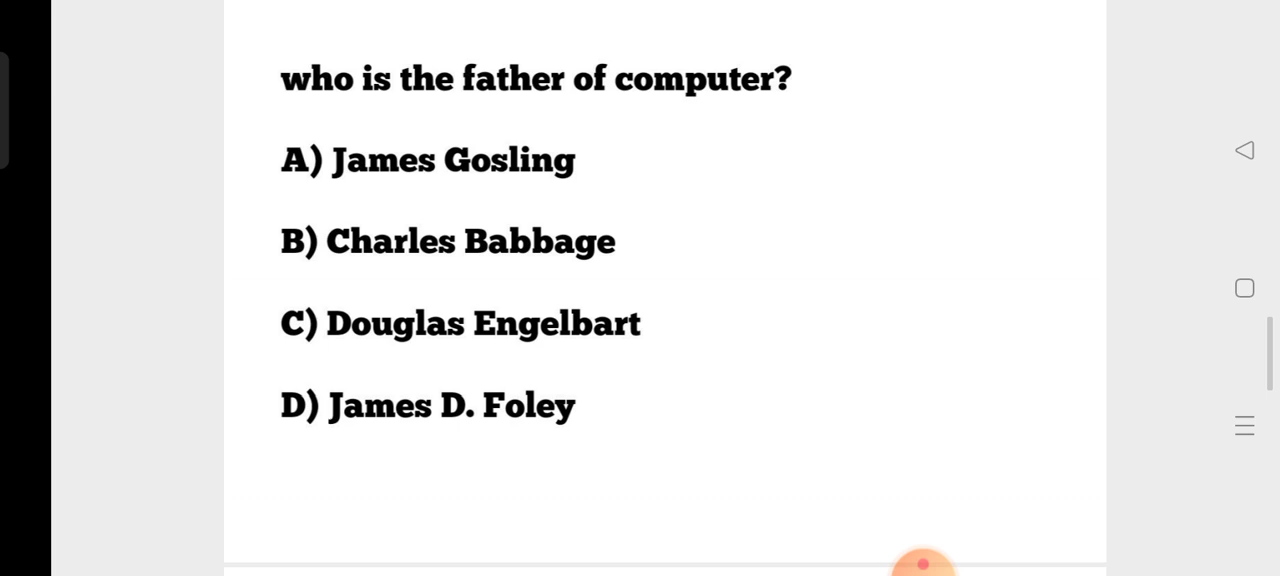 who is the father of computer?
A) James Gosling
B) Charles Babbage
C) Douglas Engelbart
D) James D. Foley